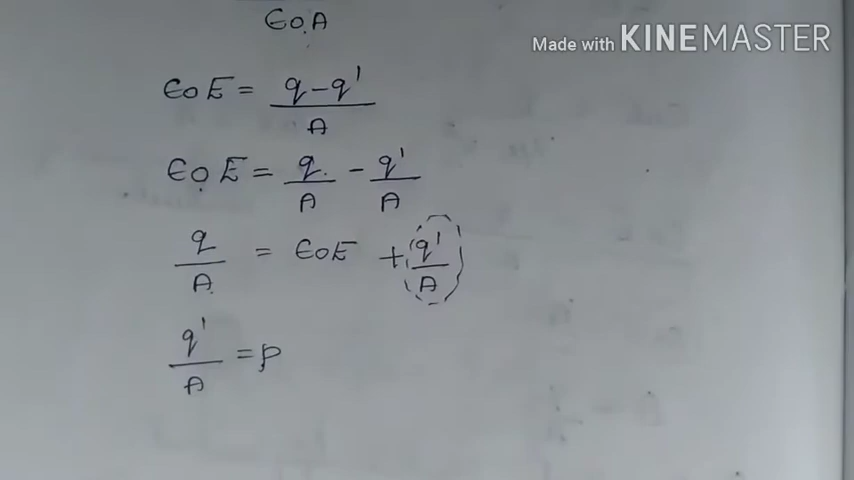 ϵ₀A
Made with KINEMASTER
ϵ₀E = (q-q')/A
ϵ₀E = q/A - q'/A
q/A = ϵ₀E + q'/A
q'/A = P